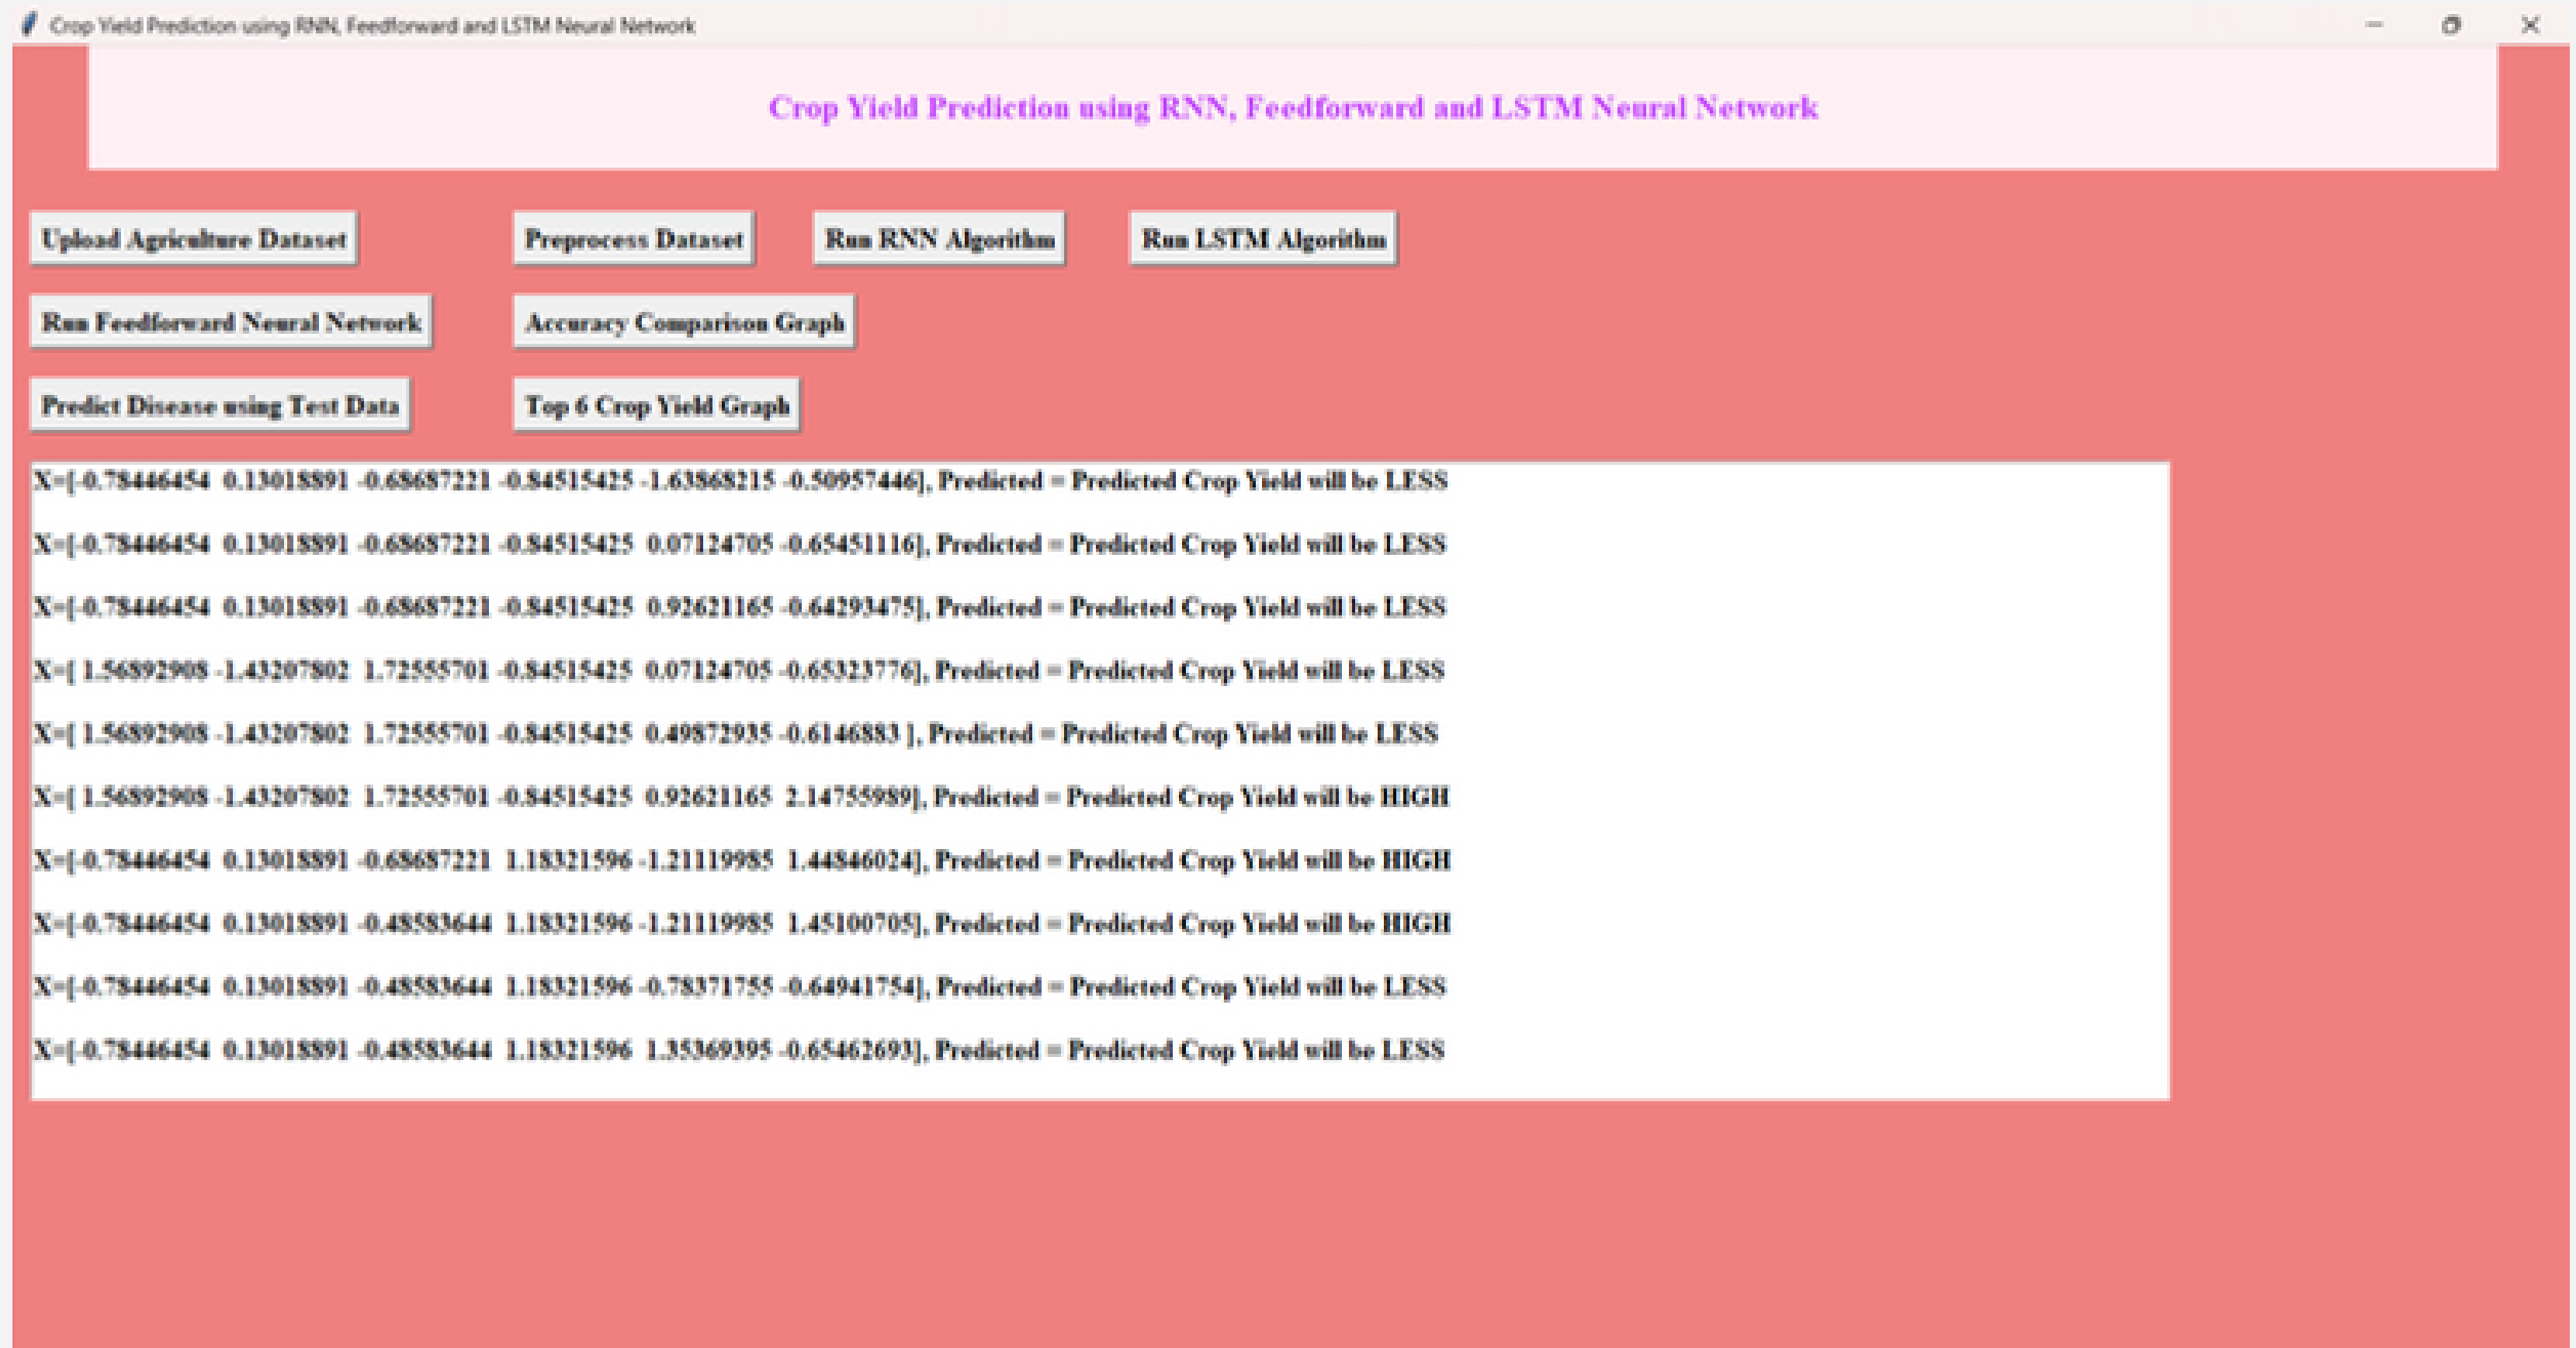 Crop Yield Prediction using RNN, Feedforward and LSTM Neural Network
Crop Yield Prediction using RNN, Feedforward and LSTM Neural Network
Upload Agriculture Dataset Preprocess Dataset Run RNN Algorithm Run LSTM Algorithm
Run Feedforward Neural Network Accuracy Comparison Graph
Predict Disease using Test Data Top 6 Crop Yield Graph
X=[-0.78446454 0.13018891 -0.68687221 -0.84515425 -1.63868215 -0.50957446], Predicted = Predicted Crop Yield will be LESS
X=[-0.78446454 0.13018891 -0.68687221 -0.84515425 0.07124705 -0.65451116], Predicted = Predicted Crop Yield will be LESS
X=[-0.78446454 0.13018891 -0.68687221 -0.84515425 0.92621165 -0.64293475], Predicted = Predicted Crop Yield will be LESS
X=[ 1.56892908 -1.43207802 1.72555701 -0.84515425 0.07124705 -0.65323776], Predicted = Predicted Crop Yield will be LESS
X=[ 1.56892908 -1.43207802 1.72555701 -0.84515425 0.49872935 -0.6146883 ], Predicted = Predicted Crop Yield will be LESS
X=[ 1.56892908 -1.43207802 1.72555701 -0.84515425 0.92621165 2.14755989], Predicted = Predicted Crop Yield will be HIGH
X=[-0.78446454 0.13018891 -0.68687221 1.18321596 -1.21119985 1.44846024], Predicted = Predicted Crop Yield will be HIGH
X=[-0.78446454 0.13018891 -0.48583644 1.18321596 -1.21119985 1.45100705], Predicted = Predicted Crop Yield will be HIGH
X=[-0.78446454 0.13018891 -0.48583644 1.18321596 -0.78371755 -0.64941754], Predicted = Predicted Crop Yield will be LESS
X=[-0.78446454 0.13018891 -0.48583644 1.18321596 1.35369395 -0.65462693], Predicted = Predicted Crop Yield will be LESS